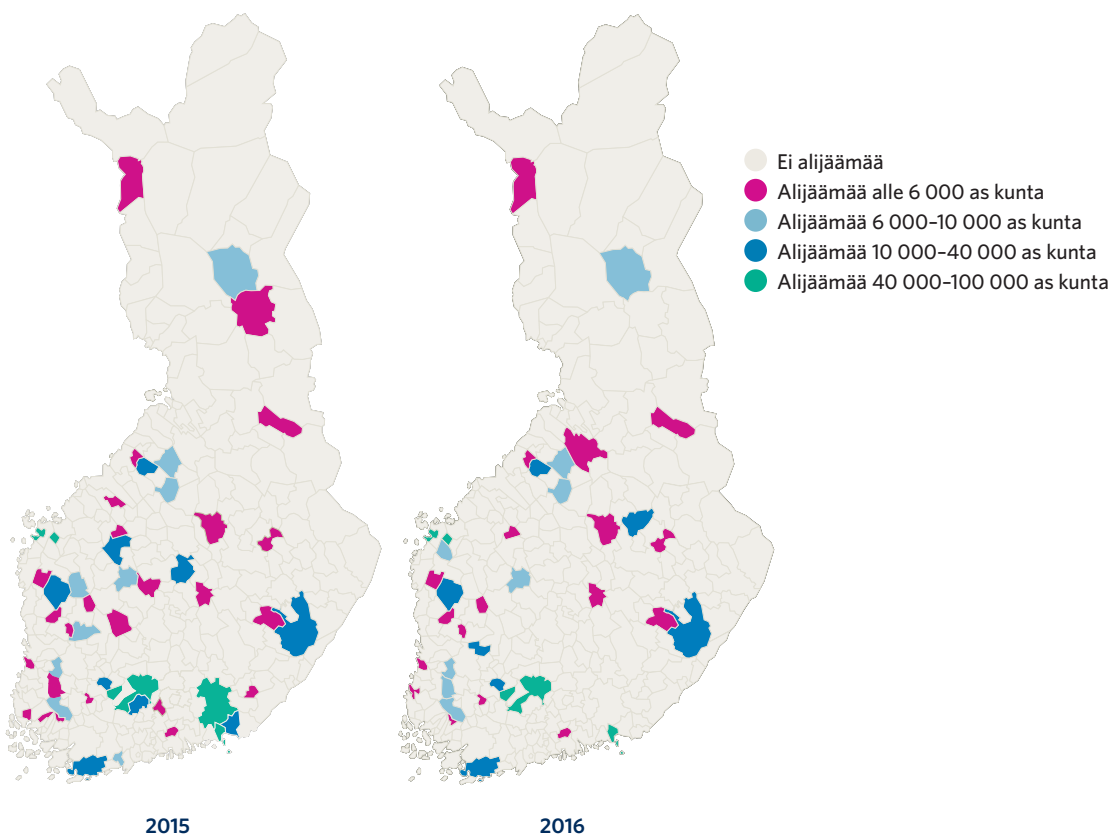 Ei alijäämää
Alijäämää alle 6 000 as kunta
Alijäämää 6 000–10 000 as kunta
Alijäämää 10 000–40 000 as kunta
Alijäämää 40 000–100 000 as kunta
2015
2016